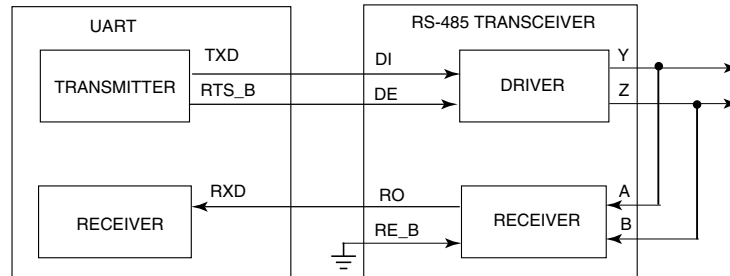 UART
RS-485 TRANSCEIVER
TXD
DI
Y
TRANSMITTER
RTS_B
DE
DRIVER
Z
RXD
RO
A
RECEIVER
RE_B
RECEIVER
B